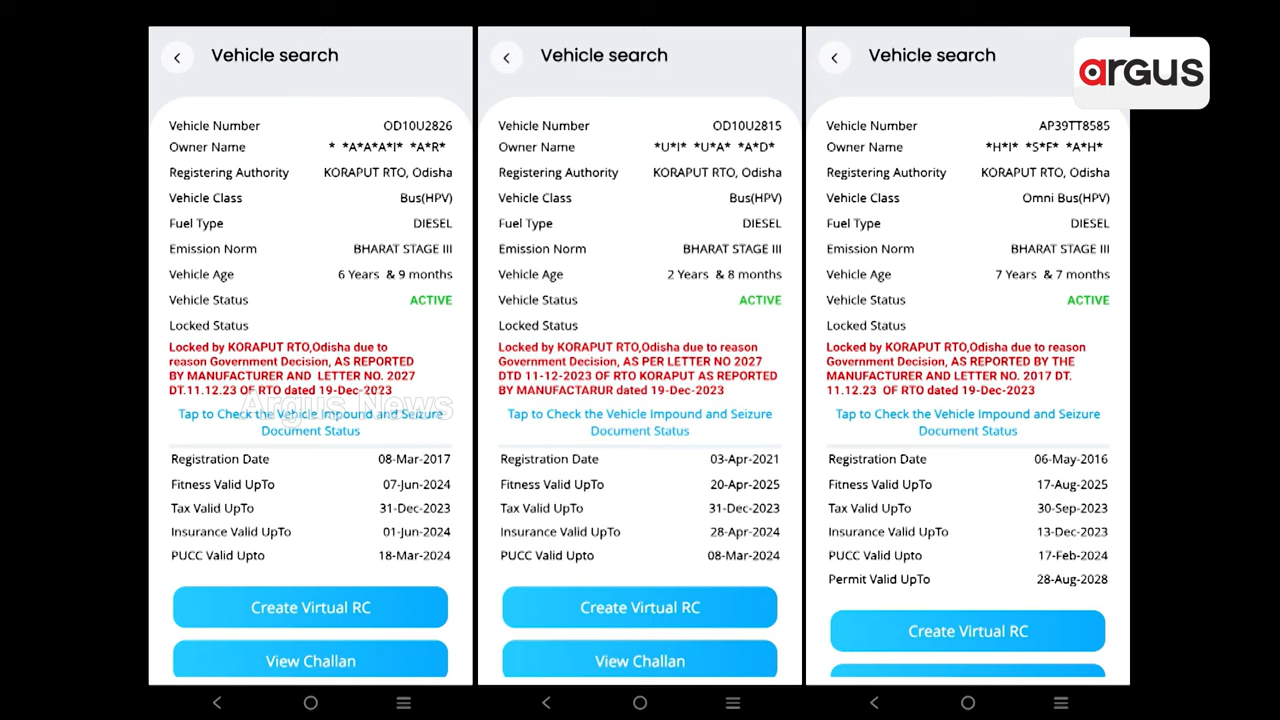 Vehicle search
Vehicle Number OD10U2826
Owner Name * *A*A*A*I* *A*R*
Registering Authority KORAPUT RTO, Odisha
Vehicle Class Bus(HPV)
Fuel Type DIESEL
Emission Norm BHARAT STAGE III
Vehicle Age 6 Years & 9 months
Vehicle Status ACTIVE
Locked Status
Locked by KORAPUT RTO,Odisha due to
reason Government Decision, AS REPORTED
BY MANUFACTURER AND LETTER NO. 2027
DT.11.12.23 OF RTO dated 19-Dec-2023
Argus News
Tap to Check the Vehicle Impound and Seizure
Document Status
Registration Date 08-Mar-2017
Fitness Valid UpTo 07-Jun-2024
Tax Valid UpTo 31-Dec-2023
Insurance Valid UpTo 01-Jun-2024
PUCC Valid Upto 18-Mar-2024
Create Virtual RC
View Challan
Vehicle search
Vehicle Number OD10U2815
Owner Name *U*I* *U*A* *A*D*
Registering Authority KORAPUT RTO, Odisha
Vehicle Class Bus(HPV)
Fuel Type DIESEL
Emission Norm BHARAT STAGE III
Vehicle Age 2 Years & 8 months
Vehicle Status ACTIVE
Locked Status
Locked by KORAPUT RTO,Odisha due to reason
Government Decision, AS PER LETTER NO 2027
DTD 11-12-2023 OF RTO KORAPUT AS REPORTED
BY MANUFACTARUR dated 19-Dec-2023
Tap to Check the Vehicle Impound and Seizure
Document Status
Registration Date 03-Apr-2021
Fitness Valid UpTo 20-Apr-2025
Tax Valid UpTo 31-Dec-2023
Insurance Valid UpTo 28-Apr-2024
PUCC Valid Upto 08-Mar-2024
Create Virtual RC
View Challan
Vehicle search
argus
Vehicle Number AP39TT8585
Owner Name *H*I* *S*F* *A*H*
Registering Authority KORAPUT RTO, Odisha
Vehicle Class Omni Bus(HPV)
Fuel Type DIESEL
Emission Norm BHARAT STAGE III
Vehicle Age 7 Years & 7 months
Vehicle Status ACTIVE
Locked Status
Locked by KORAPUT RTO,Odisha due to reason
Government Decision, AS REPORTED BY THE
MANUFACTURER AND LETTER NO. 2017 DT.
11.12.23 OF RTO dated 19-Dec-2023
Tap to Check the Vehicle Impound and Seizure
Document Status
Registration Date 06-May-2016
Fitness Valid UpTo 17-Aug-2025
Tax Valid UpTo 30-Sep-2023
Insurance Valid UpTo 13-Dec-2023
PUCC Valid Upto 17-Feb-2024
Permit Valid UpTo 28-Aug-2028
Create Virtual RC